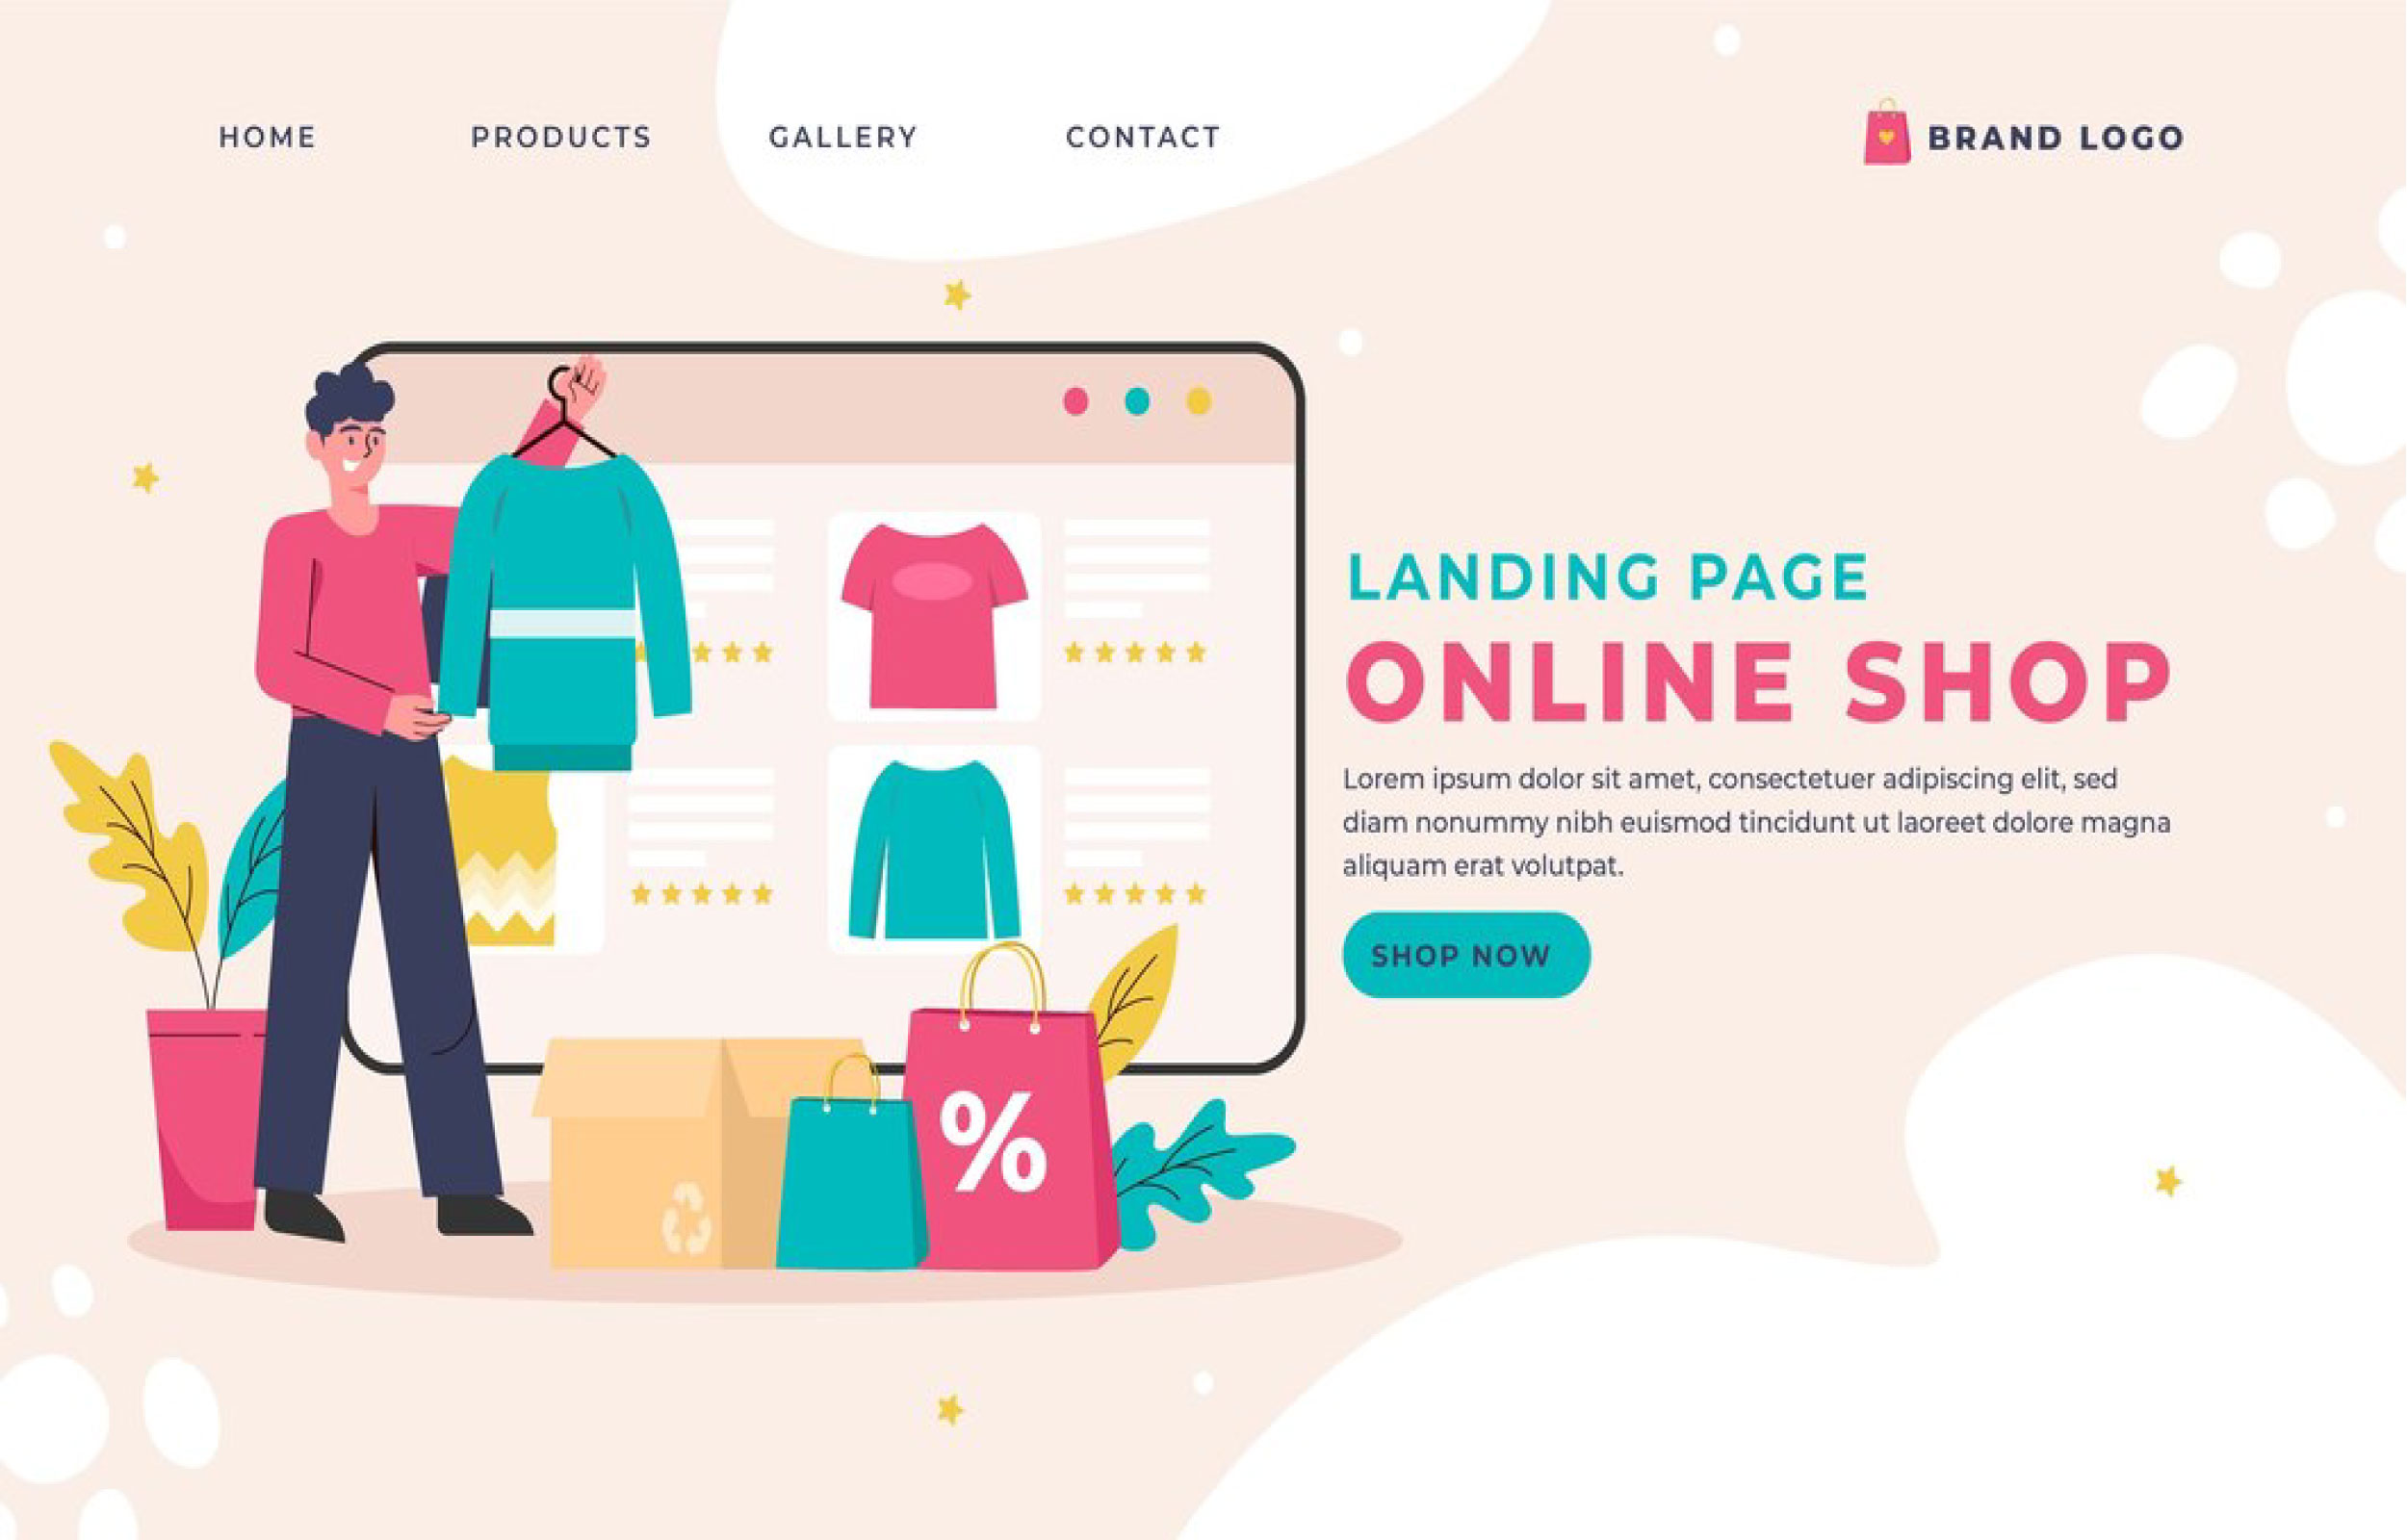 HOME PRODUCTS GALLERY CONTACT BRAND LOGO
LANDING PAGE
ONLINE SHOP
Lorem ipsum dolor sit amet, consectetuer adipiscing elit, sed
diam nonummy nibh euismod tincidunt ut laoreet dolore magna
aliquam erat volutpat.
SHOP NOW
%